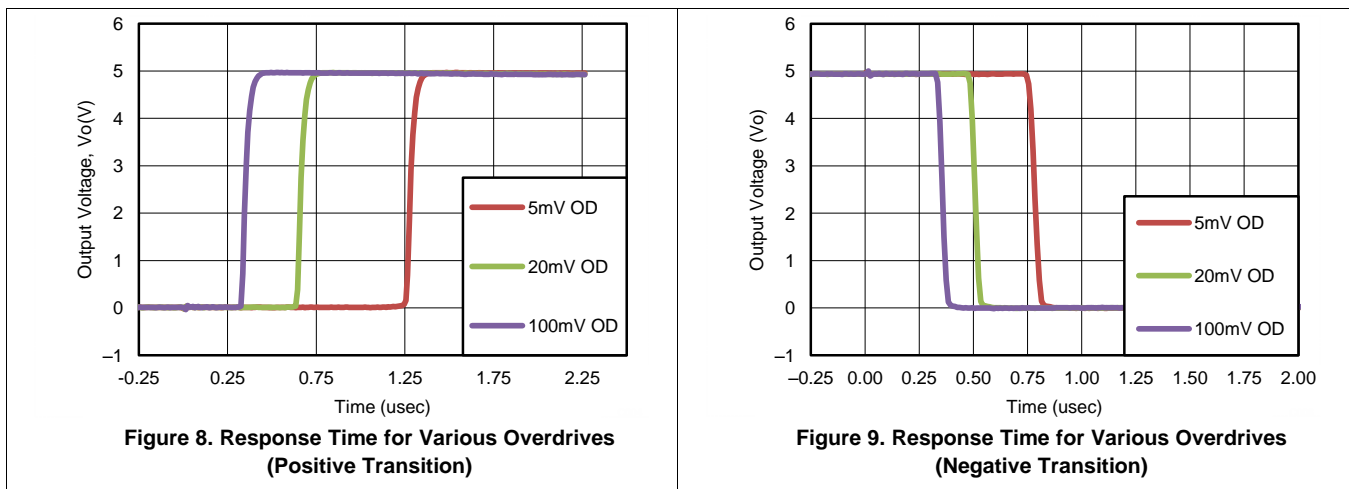 6
5
4
3
2
1
0
–1
Output Voltage, Vo(V)
-0.25 0.25 0.75 1.25 1.75 2.25
Time (usec)
5mV OD
20mV OD
100mV OD
Figure 8. Response Time for Various Overdrives
(Positive Transition)
6
5
4
3
2
1
0
–1
Output Voltage (Vo)
–0.25 0.00 0.25 0.50 0.75 1.00 1.25 1.50 1.75 2.00
Time (usec)
5mV OD
20mV OD
100mV OD
Figure 9. Response Time for Various Overdrives
(Negative Transition)